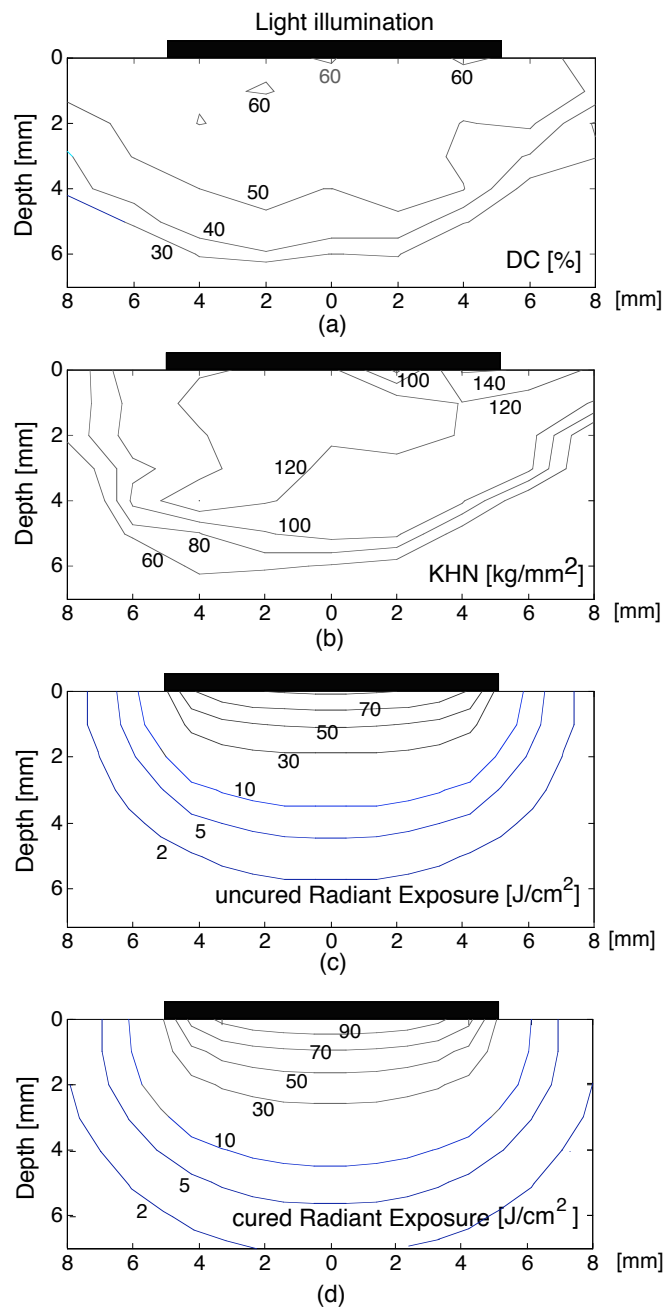 Light illumination
0
60
60
60
2
4
50
40
30
6
DC [%]
Depth [mm]
8 6 4 2 0 2 4 6 8 [mm]
(a)
0
100
140
120
2
120
4
100
80
60
6
KHN [kg/mm2]
Depth [mm]
8 6 4 2 0 2 4 6 8 [mm]
(b)
0
70
50
2
30
10
4
5
2
6
uncured Radiant Exposure [J/cm2]
Depth [mm]
8 6 4 2 0 2 4 6 8 [mm]
(c)
0
90
70
50
2
30
10
4
5
2
6
cured Radiant Exposure [J/cm2 ]
Depth [mm]
8 6 4 2 0 2 4 6 8 [mm]
(d)